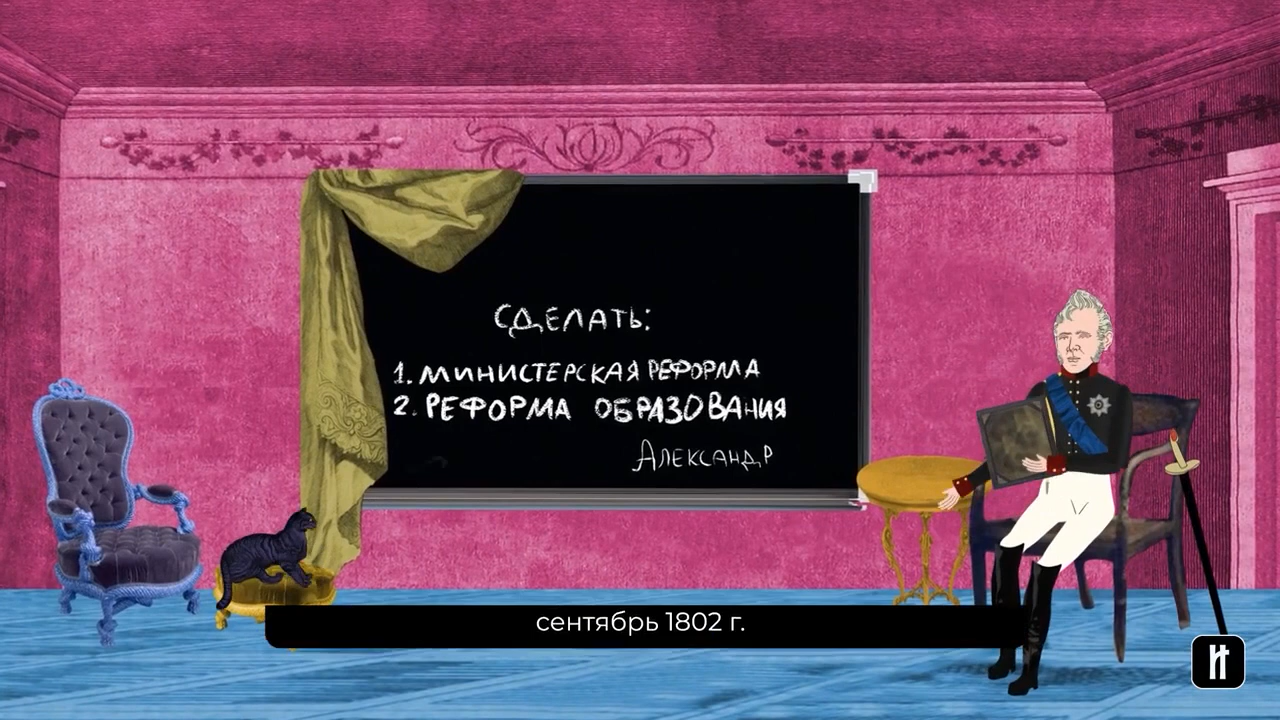 СДЕЛАТЬ:
1. МИНИСТЕРСКАЯ РЕФОРМА
2. РЕФОРМА ОБРАЗОВАНИЯ
АЛЕКСАНДР
сентябрь 1802 г.